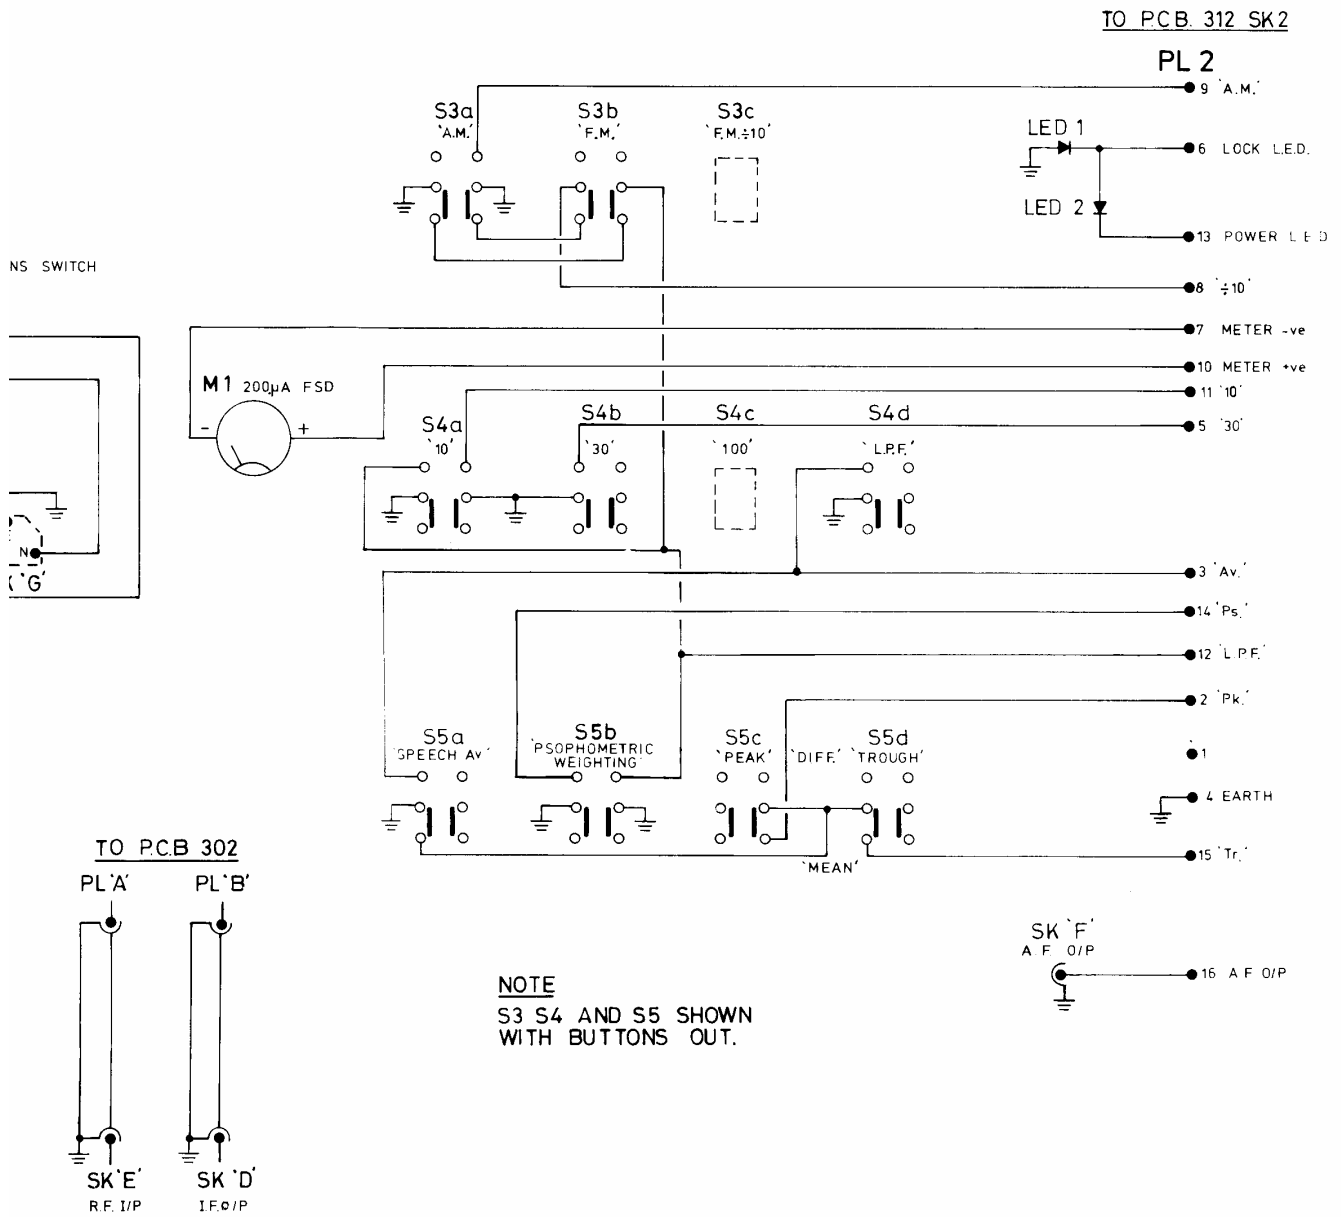 TO P.C.B. 312 SK2
PL 2
9 'A.M.'
S3a
'A.M.'
S3b
'F.M.'
S3c
'F.M.÷10'
LED 1
6 LOCK L.E.D.
LED 2
13 POWER L E D
NS SWITCH
8 '÷10'
7 METER -ve
10 METER +ve
M1 200µA FSD
- +
11 '10'
S4a
'10'
S4b
'30'
S4c
'100'
S4d
'L.P.F.'
5 '30'
N
'G'
3 'Av.'
14 'Ps.'
12 'L.P.F.'
2 'Pk.'
S5a
'SPEECH AV'
S5b
'PSOPHOMETRIC
WEIGHTING'
S5c
'PEAK'
'DIFF.'
S5d
'TROUGH'
1
4 EARTH
'MEAN'
15 'Tr.'
TO P.C.B 302
PL 'A' PL 'B'
SK 'F'
A.F. O/P
16 A.F O/P
NOTE
S3 S4 AND S5 SHOWN
WITH BUTTONS OUT.
SK 'E' SK 'D'
R.F. I/P I.F.O/P